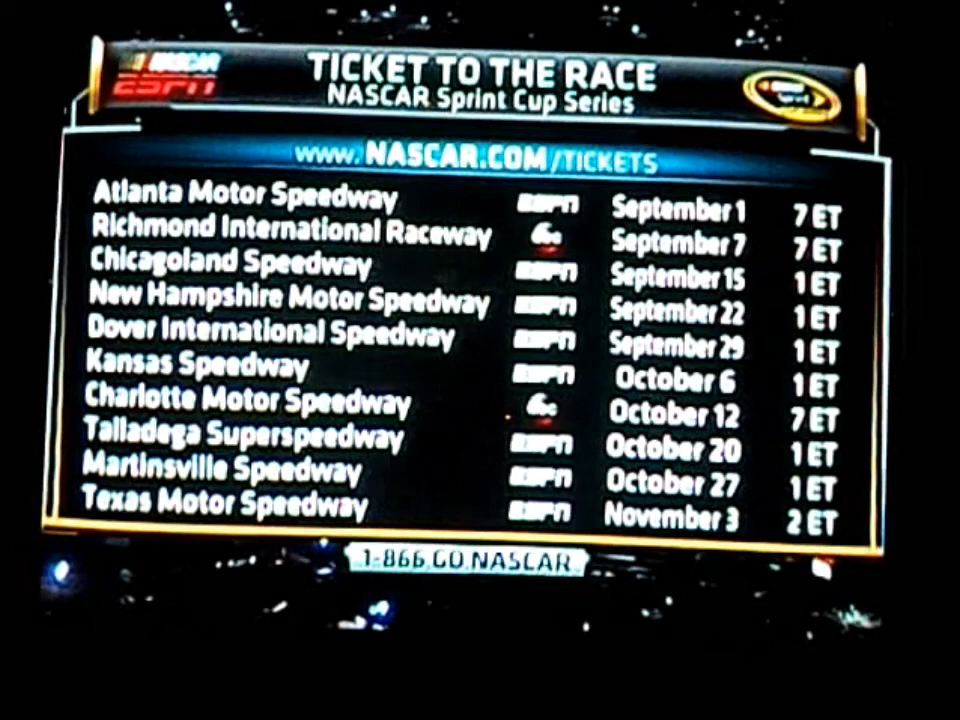 NASCAR
ESPN
TICKET TO THE RACE
NASCAR Sprint Cup Series
Sprint
www.NASCAR.COM/TICKETS
Atlanta Motor Speedway ESPN September 1 7 ET
Richmond International Raceway abc September 7 7 ET
Chicagoland Speedway ESPN September 15 1 ET
New Hampshire Motor Speedway ESPN September 22 1 ET
Dover International Speedway ESPN September 29 1 ET
Kansas Speedway ESPN October 6 1 ET
Charlotte Motor Speedway abc October 12 7 ET
Talladega Superspeedway ESPN October 20 1 ET
Martinsville Speedway ESPN October 27 1 ET
Texas Motor Speedway ESPN November 3 2 ET
1-866 GO NASCAR